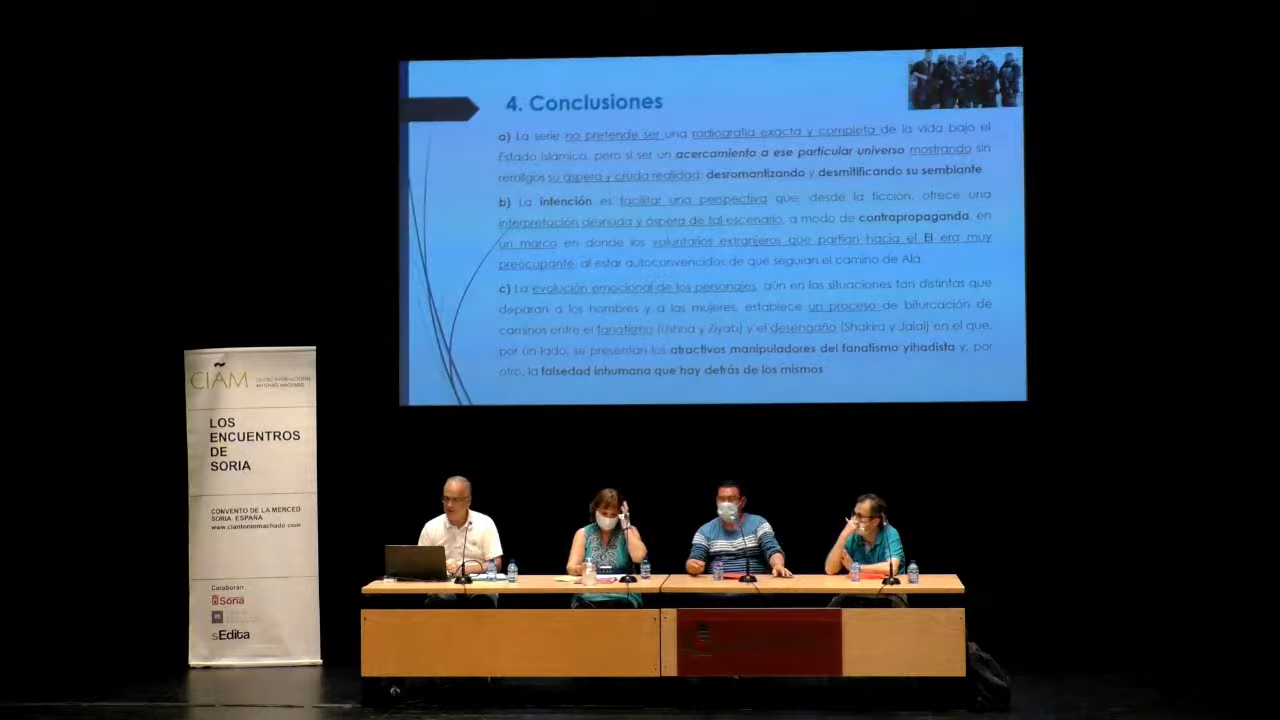 4. Conclusiones
a) La serie no pretende ser una radiografía exacta y completa de la vida bajo el
Estado Islámico, pero sí ser un acercamiento a ese particular universo mostrando sin
remilgos su áspera y cruda realidad: desromantizando y desmitificando su semblante.
b) La intención es facilitar una perspectiva que, desde la ficción, ofrece una
interpretación desnuda y áspera de tal escenario, a modo de contrapropaganda, en
un marco en donde los voluntarios extranjeros que partían hacia el EI era muy
preocupante, al estar autoconvencidos de que seguían el camino de Alá.
c) La evolución emocional de los personajes, aún en las situaciones tan distintas que
deparan a los hombres y a las mujeres, establece un proceso de bifurcación de
caminos entre el fanatismo y Ziyab) y el desengaño (Shakira y Jalal) en el que,
por un lado, se presentan los atractivos manipuladores del fanatismo yihadista y, por
otro, la falsedad inhumana que hay detrás de los mismos
CIÃM
CENTRO INTERNACIONAL
ANTONIO MACHADO
LOS
ENCUENTROS
DE
SORIA
CONVENTO DE LA MERCED
SORIA ESPAÑA
www.ciantoniomachado.com
Colaboran
Soria
sEdita